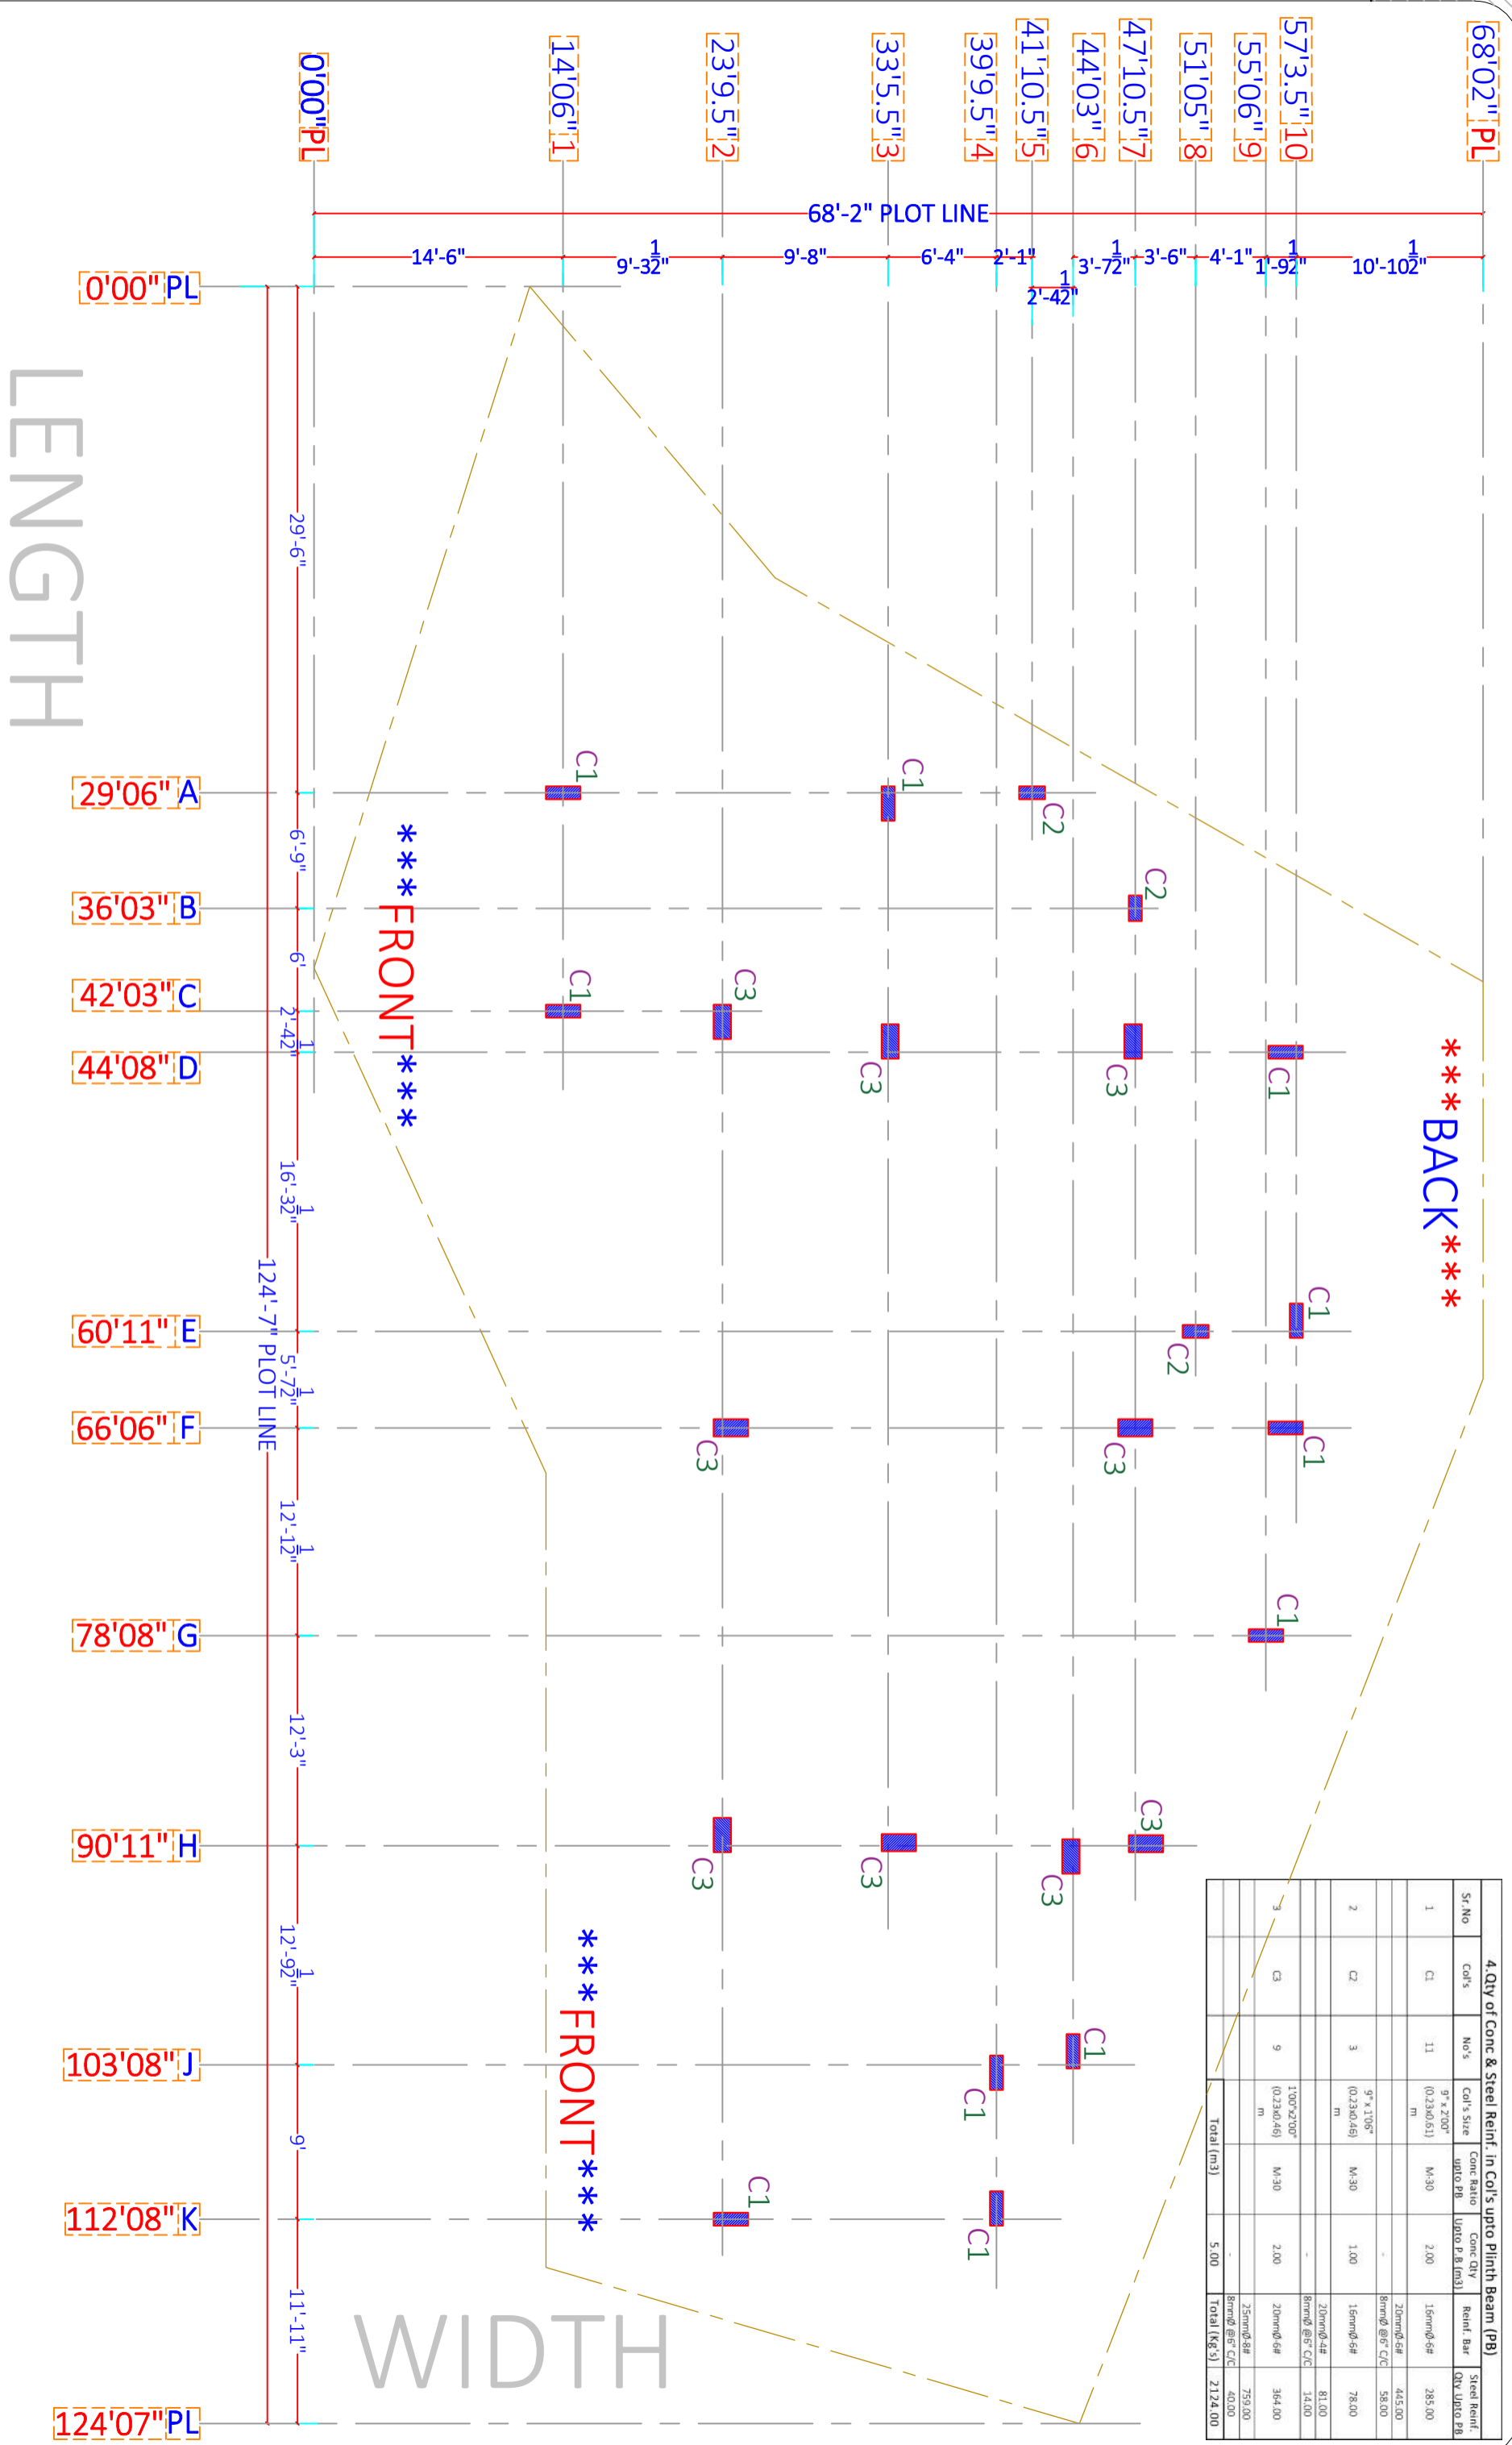 68'02" PL
57'3.5" 10
55'06" 9
51'05" 8
47'10.5" 7
44'03" 6
41'10.5" 5
39'9.5" 4
33'5.5" 3
23'9.5" 2
14'06" 1
0'00" PL
68'-2" PLOT LINE
14'-6"
9'-3 1/2"
9'-8"
6'-4"
2'-1"
2'-4 1/2"
3'-7 1/2"
3'-6"
4'-1"
1'-9 1/2"
10'-10 1/2"
0'00" PL
29'06" A
36'03" B
42'03" C
44'08" D
60'11" E
66'06" F
78'08" G
90'11" H
103'08" J
112'08" K
124'07" PL
29'-6"
6'-9"
6'
2'-4 1/2"
16'-3 1/2"
5'-7 1/2"
12'-1 1/2"
12'-3"
12'-9 1/2"
9'
11'-11"
124'-7" PLOT LINE
LENGTH
WIDTH
***FRONT***
***BACK***
***FRONT***
C1
C1
C2
C2
C1
C3
C3
C3
C1
C1
C2
C3
C3
C1
C1
C3
C3
C3
C3
C1
C1
C1
C1
4.Qty of Conc & Steel Reinf. in Col's upto Plinth Beam (PB)
Sr.No Col's No's Col's Size Conc Ratio upto PB Conc Qty Upto P.B (m3) Reinf. Bar Steel Reinf. Qty Upto PB
1 C1 11 9" x 2'00" (0.23x0.61) m M-30 2.00 16mmØ-6# 285.00
20mmØ-6# 445.00
- 8mmØ @6" C/C 58.00
2 C2 3 9" x 1'06" (0.23x0.46) m M-30 1.00 16mmØ-6# 78.00
20mmØ-4# 81.00
- 8mmØ @6" C/C 14.00
3 C3 9 1'00"x2'00" (0.23x0.46) m M-30 2.00 20mmØ-6# 364.00
25mmØ-8# 759.00
- 8mmØ @6" C/C 40.00
Total (m3) 5.00 Total (Kg's) 2124.00